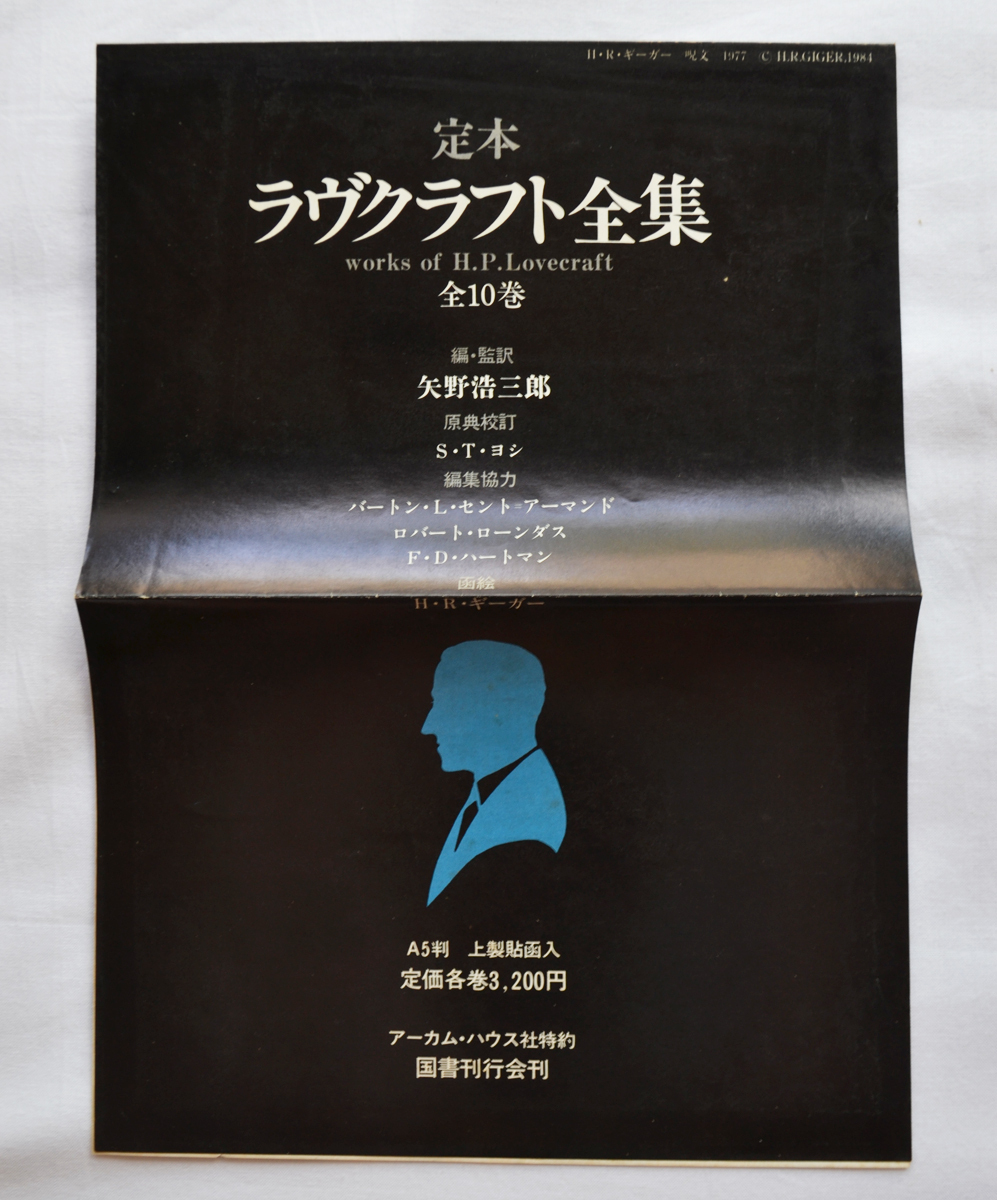 H・R・ギーガー　呪文　1977　© H.R.GIGER.1984
定本
ラヴクラフト全集
works of H.P.Lovecraft
全10巻
編・監訳
矢野浩三郎
原典校訂
S・T・ヨシ
編集協力
バートン・L・セント=アーマンド
ロバート・ローンダス
F・D・ハートマン
函絵
H・R・ギーガー
A5判　上製貼函入
定価各巻3,200円
アーカム・ハウス社特約
国書刊行会刊